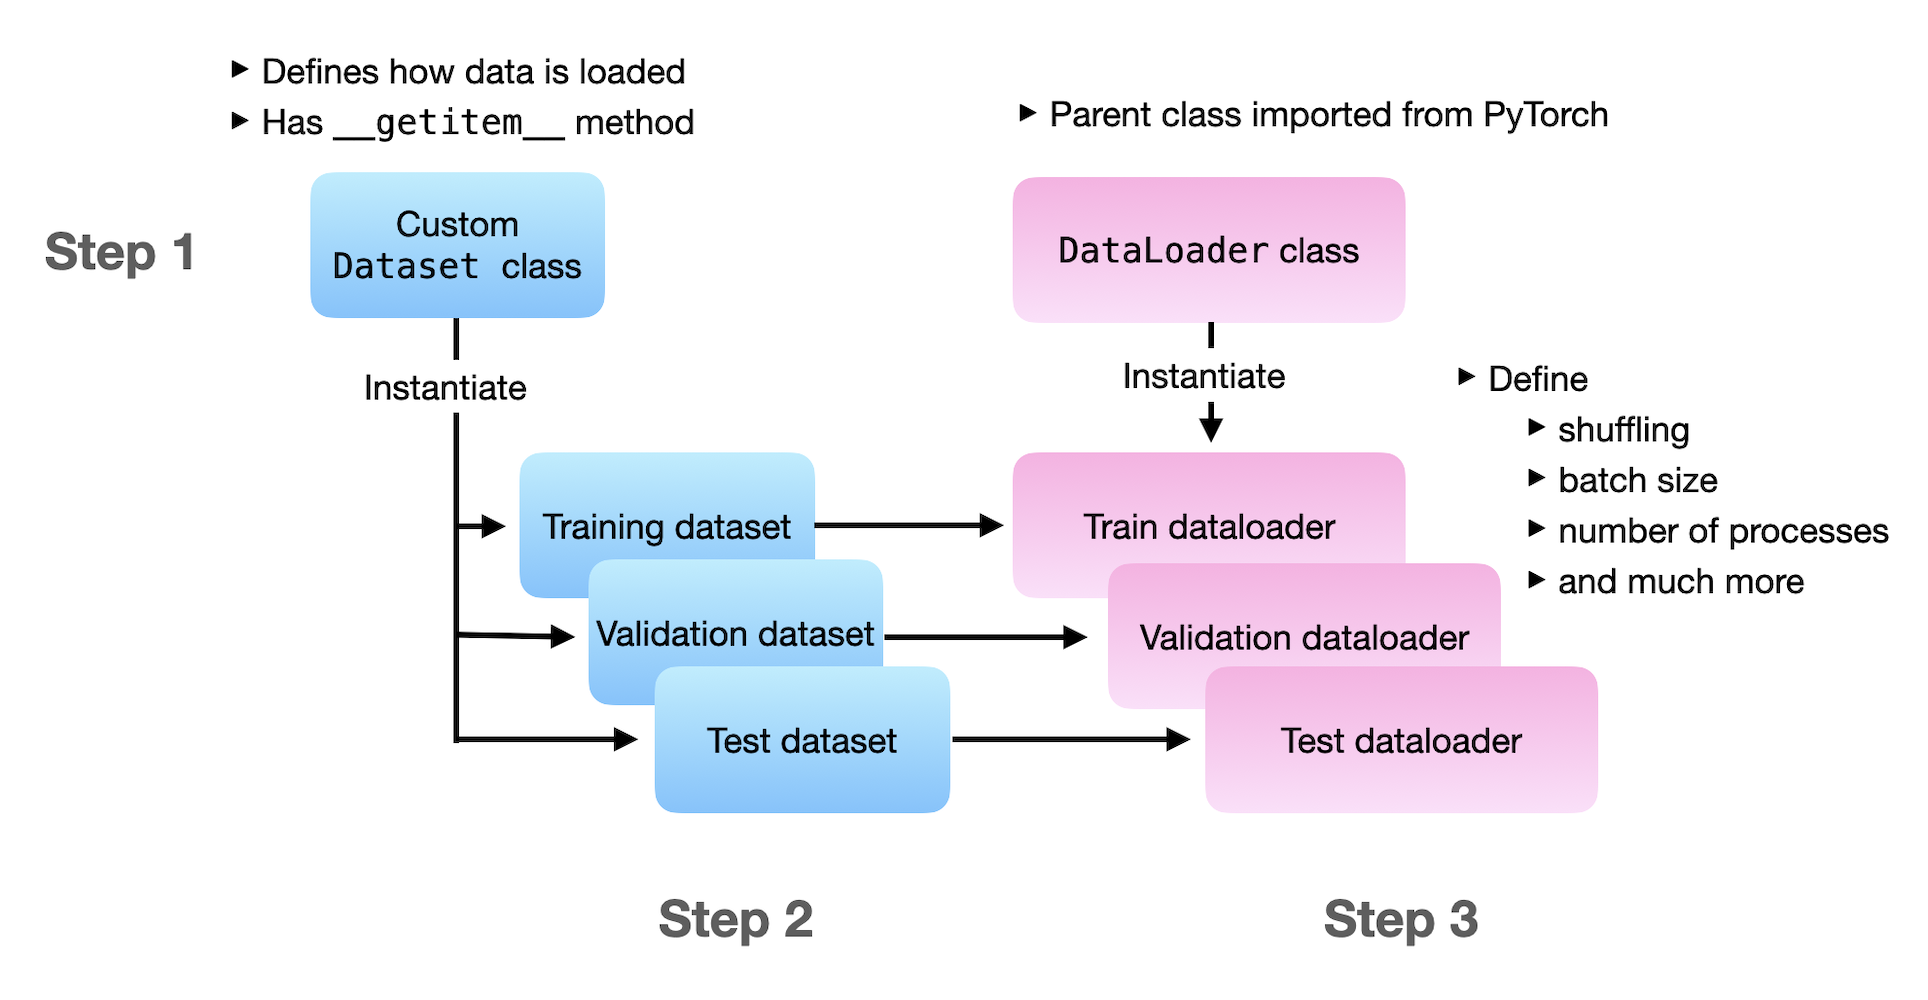 Defines how data is loaded
Has __getitem__ method
Parent class imported from PyTorch
Step 1
Custom
Dataset class
DataLoader class
Instantiate
Instantiate
Define
shuffling
batch size
number of processes
and much more
Training dataset
Train dataloader
Validation dataset
Validation dataloader
Test dataset
Test dataloader
Step 2
Step 3